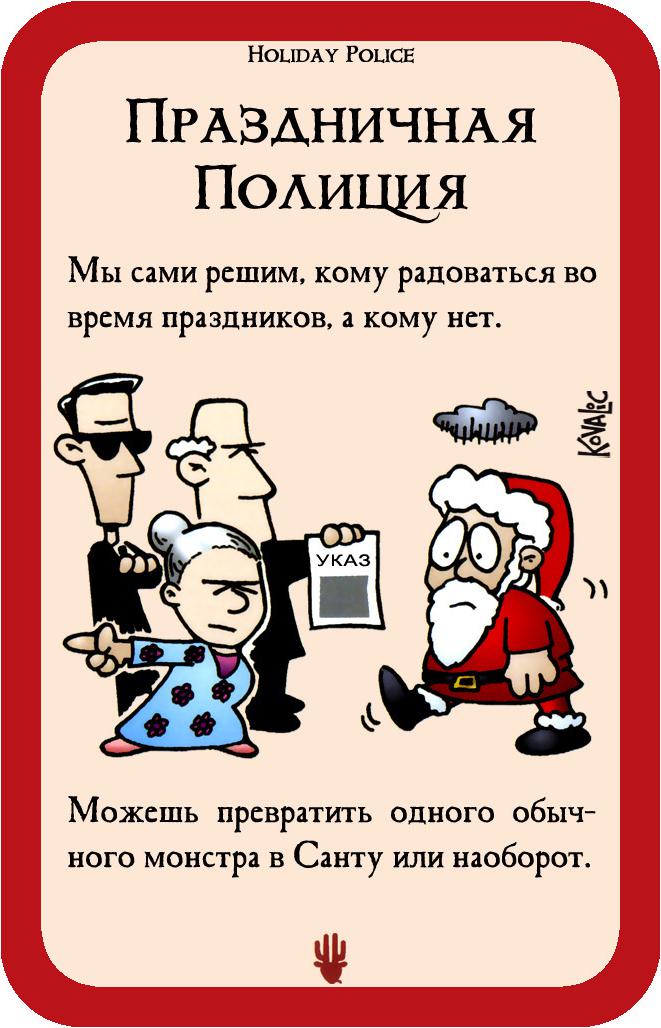 Holiday Police
Праздничная
Полиция
Мы сами решим, кому радоваться во
время праздников, а кому нет.
KOVALIC
УКАЗ
Можешь превратить одного обыч-
ного монстра в Санту или наоборот.